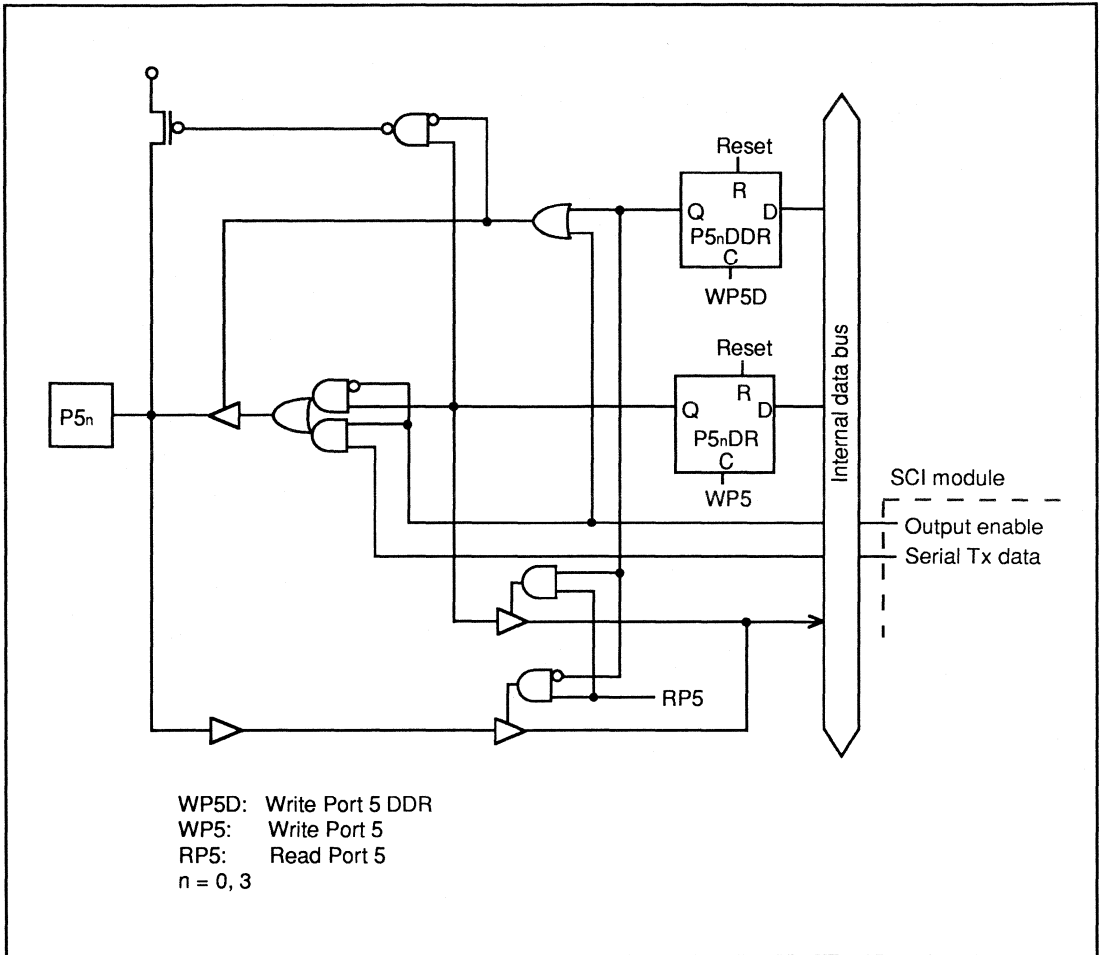 Reset
R
Q D
P5nDDR
C
WP5D
Reset
R
Q D
P5nDR
C
WP5
P5n
Internal data bus
SCI module
Output enable
Serial Tx data
RP5
WP5D: Write Port 5 DDR
WP5: Write Port 5
RP5: Read Port 5
n = 0, 3